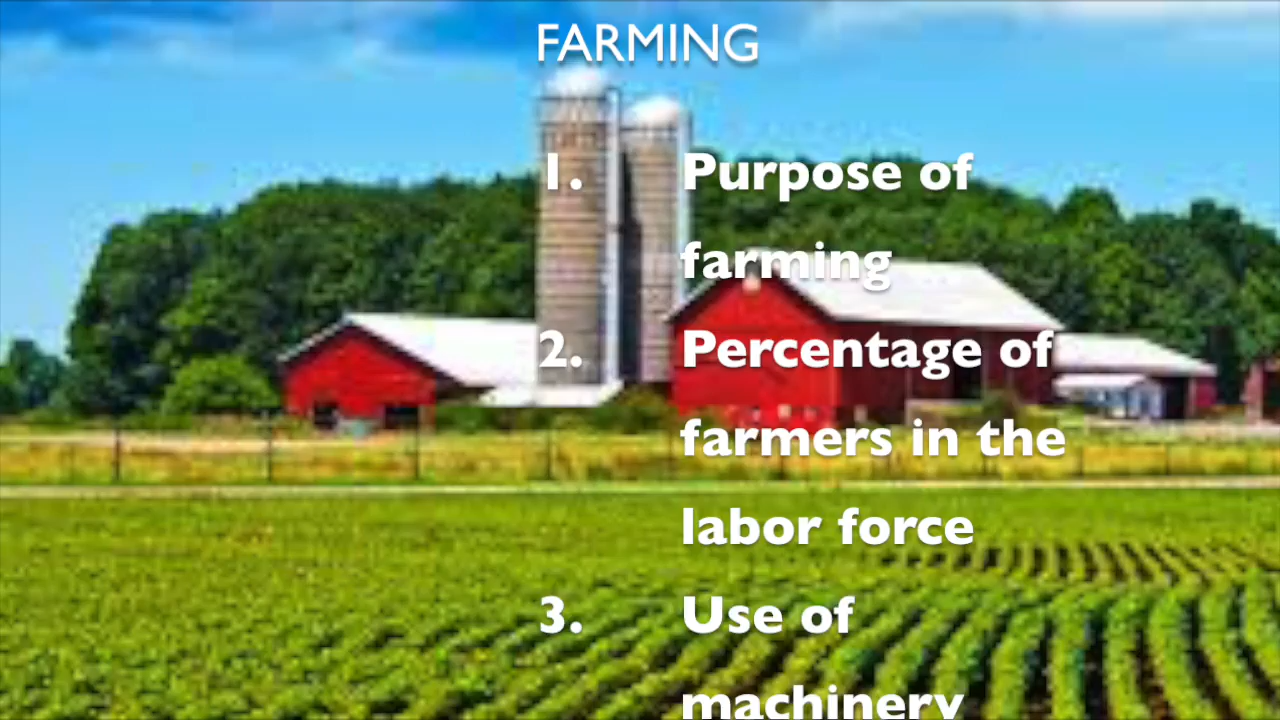 FARMING
1. Purpose of
farming
2. Percentage of
farmers in the
labor force
3. Use of
machinery